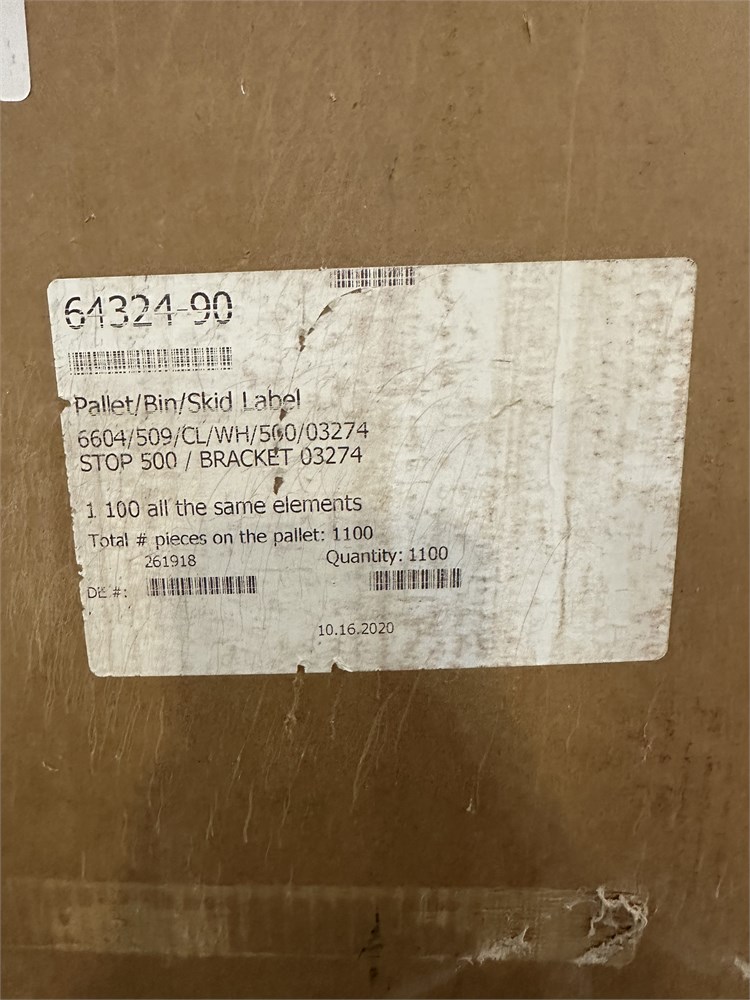 64324-90
Pallet/Bin/Skid Label
6604/509/CL/WH/500/03274
STOP 500 / BRACKET 03274
1 100 all the same elements
Total # pieces on the pallet: 1100
261918
Quantity: 1100
DE #:
10.16.2020